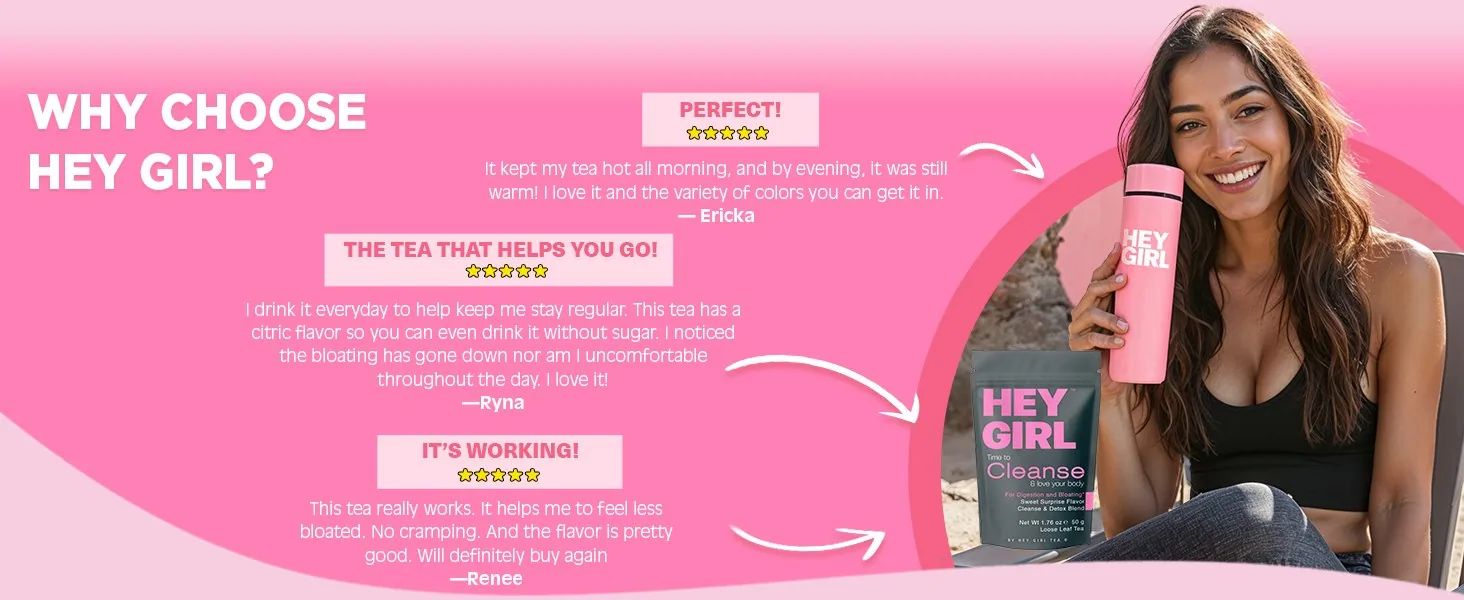 WHY CHOOSE
HEY GIRL?
PERFECT!
It kept my tea hot all morning, and by evening, it was still
warm! I love it and the variety of colors you can get it in.
— Ericka
THE TEA THAT HELPS YOU GO!
I drink it everyday to help keep me stay regular. This tea has a
citric flavor so you can even drink it without sugar. I noticed
the bloating has gone down nor am I uncomfortable
throughout the day. I love it!
—Ryna
IT'S WORKING!
This tea really works. It helps me to feel less
bloated. No cramping. And the flavor is pretty
good. Will definitely buy again
—Renee
HEY
GIRL
HEY
GIRL
Time to
Cleanse
& love your body
For Digestion and Bloating*
Sweet Surprise Flavor
Cleanse & Detox Blend
Net Wt 1.76 oz ℮ 50 g
Loose Leaf Tea
BY HEY GIRL TEA ®